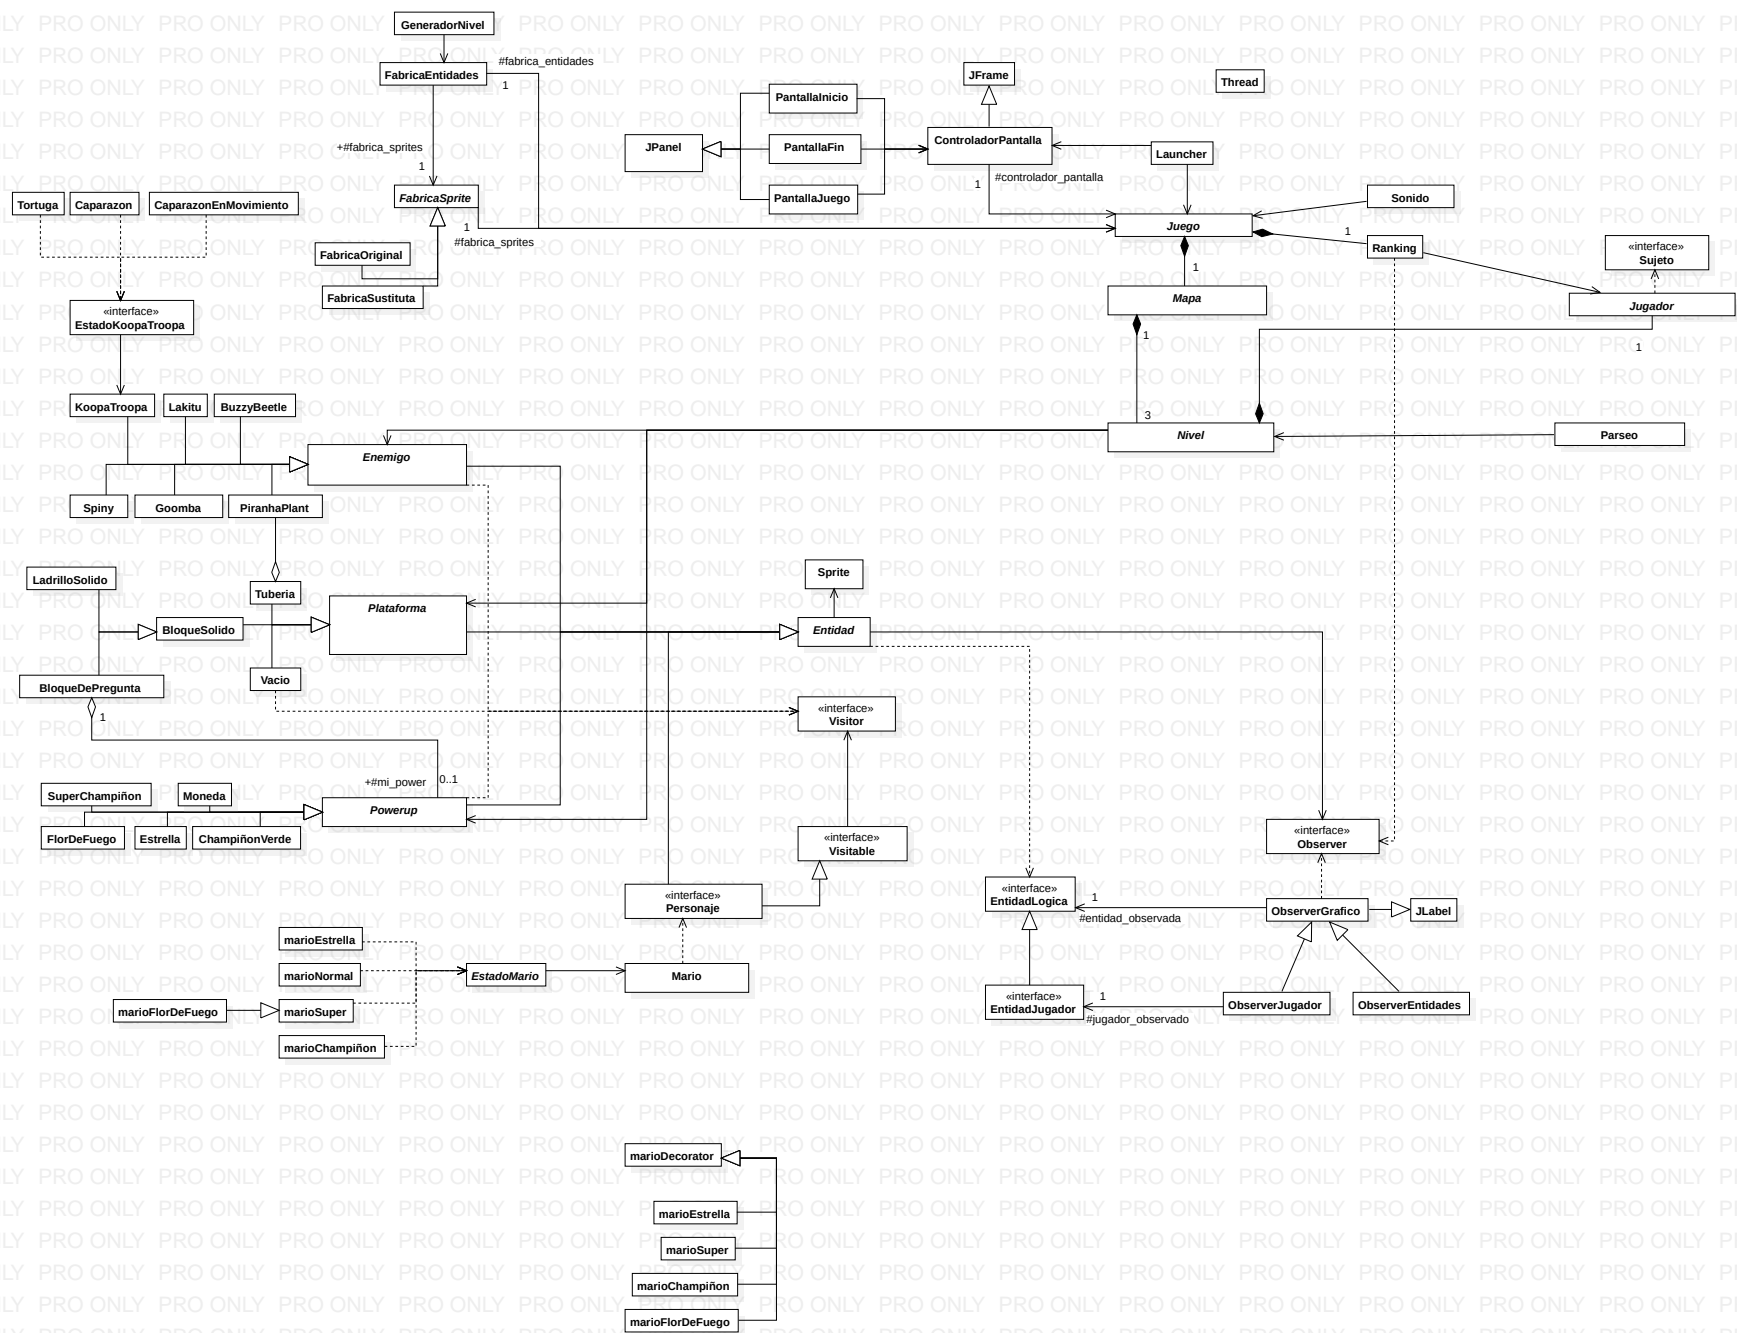 GeneradorNivel
FabricaEntidades
#fabrica_entidades
1
JFrame
Thread
PantallaInicio
ControladorPantalla
JPanel
PantallaFin
Launcher
+#fabrica_sprites
1
#controlador_pantalla
1
PantallaJuego
FabricaSprite
Sonido
Tortuga
Caparazon
CaparazonEnMovimiento
1
#fabrica_sprites
Juego
1
Ranking
«interface»
Sujeto
FabricaOriginal
1
FabricaSustituta
Mapa
Jugador
«interface»
EstadoKoopaTroopa
1
1
KoopaTroopa
Lakitu
BuzzyBeetle
3
Nivel
Parseo
Enemigo
Spiny
Goomba
PiranhaPlant
LadrilloSolido
Sprite
Tuberia
Plataforma
BloqueSolido
Entidad
Vacio
BloqueDePregunta
1
«interface»
Visitor
+#mi_power
0..1
SuperChampiñon
Moneda
Powerup
FlorDeFuego
Estrella
ChampiñonVerde
«interface»
Visitable
«interface»
Observer
«interface»
Personaje
«interface»
EntidadLogica
1
#entidad_observada
ObserverGrafico
JLabel
marioEstrella
marioNormal
EstadoMario
Mario
marioFlorDeFuego
marioSuper
«interface»
EntidadJugador
1
#jugador_observado
ObserverJugador
ObserverEntidades
marioChampiñon
marioDecorator
marioEstrella
marioSuper
marioChampiñon
marioFlorDeFuego
PRO ONLY